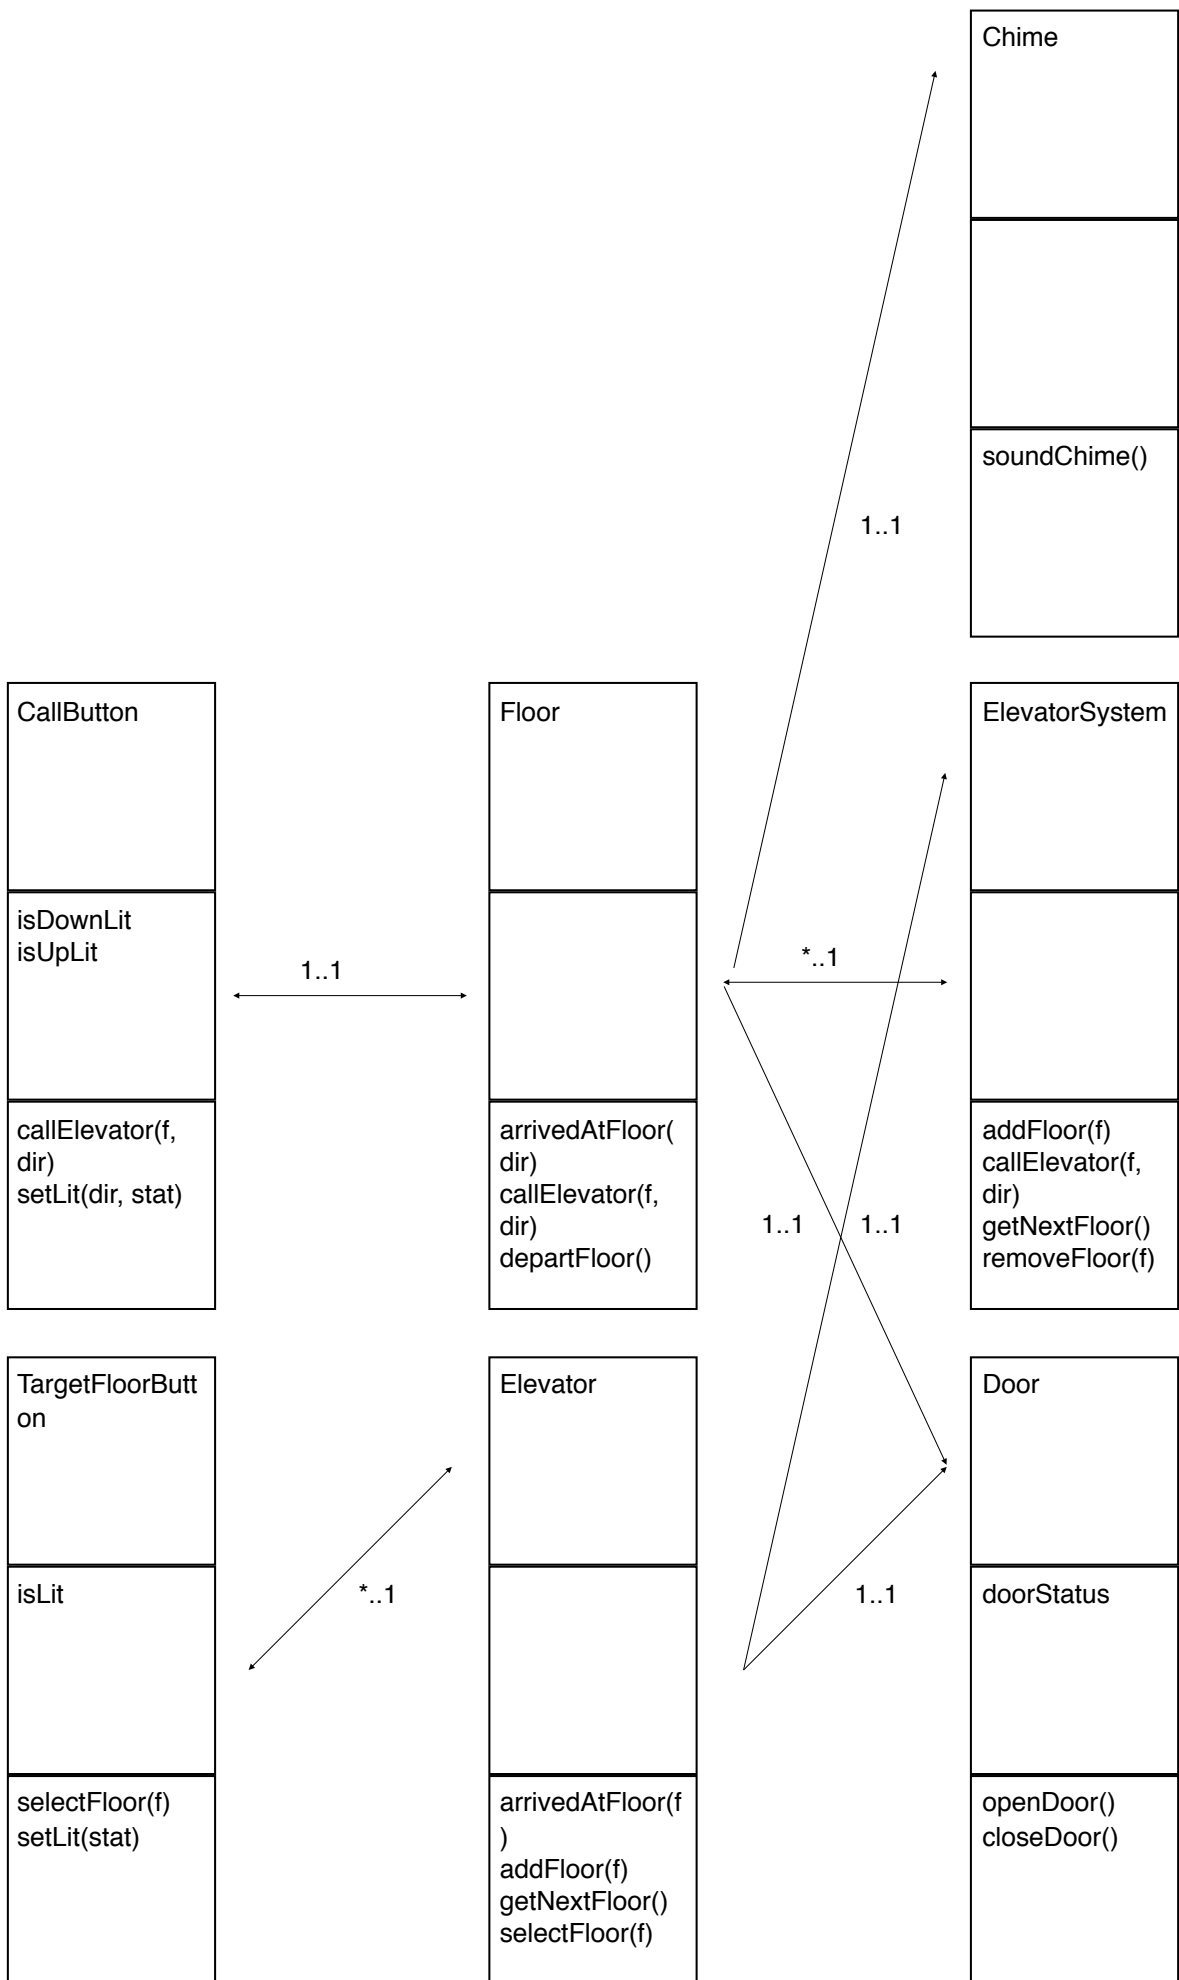 Chime
soundChime()
1..1
CallButton
isDownLit
isUpLit
callElevator(f,
dir)
setLit(dir, stat)
1..1
Floor
arrivedAtFloor(
dir)
callElevator(f,
dir)
departFloor()
*..1
1..1
1..1
ElevatorSystem
addFloor(f)
callElevator(f,
dir)
getNextFloor()
removeFloor(f)
TargetFloorButt
on
isLit
selectFloor(f)
setLit(stat)
*..1
Elevator
arrivedAtFloor(f
)
addFloor(f)
getNextFloor()
selectFloor(f)
1..1
Door
doorStatus
openDoor()
closeDoor()